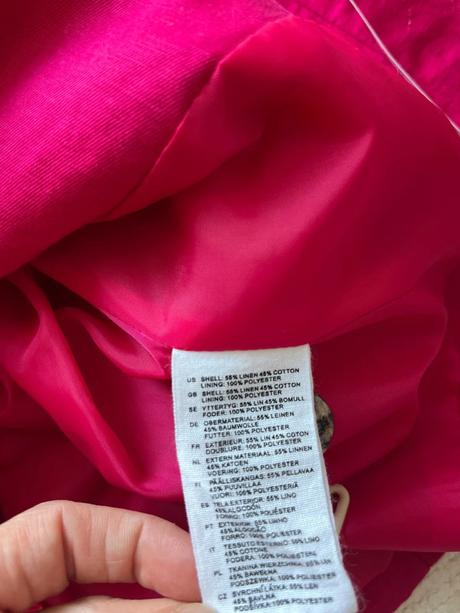 US SHELL: 55% LINEN 45% COTTON
LINING: 100% POLYESTER
GB SHELL: 55% LINEN 45% COTTON
LINING: 100% POLYESTER
SE YTTERTYG: 55% LIN 45% BOMULL
FODER: 100% POLYESTER
DE OBERMATERIAL: 55% LEINEN
45% BAUMWOLLE
FUTTER: 100% POLYESTER
FR EXTERIEUR: 55% LIN 45% COTON
DOUBLURE: 100% POLYESTER
NL EXTERN MATERIAAL: 55% LINNEN
45% KATOEN
VOERING: 100% POLYESTER
FI PÄÄLLISKANGAS: 55% PELLAVAA
45% PUUVILLAA
VUORI: 100% POLYESTERIÄ
ES TELA EXTERIOR: 55% LINO
45% ALGODÓN
FORRO: 100% POLIÉSTER
PT EXTERIOR: 55% LINHO
45% ALGODÃO
FORRO: 100% POLIÉSTER
IT TESSUTO ESTERNO: 55% LINO
45% COTONE
FODERA: 100% POLIESTERE
PL TKANINA WIERZCHNIA: 55% LEN
45% BAWEŁNA
PODSZEWKA: 100% POLIESTER
CZ SVRCHNÍ LÁTKA: 55% LEN
45% BAVLNA
PODŠÍVKA: 100% POLYESTER